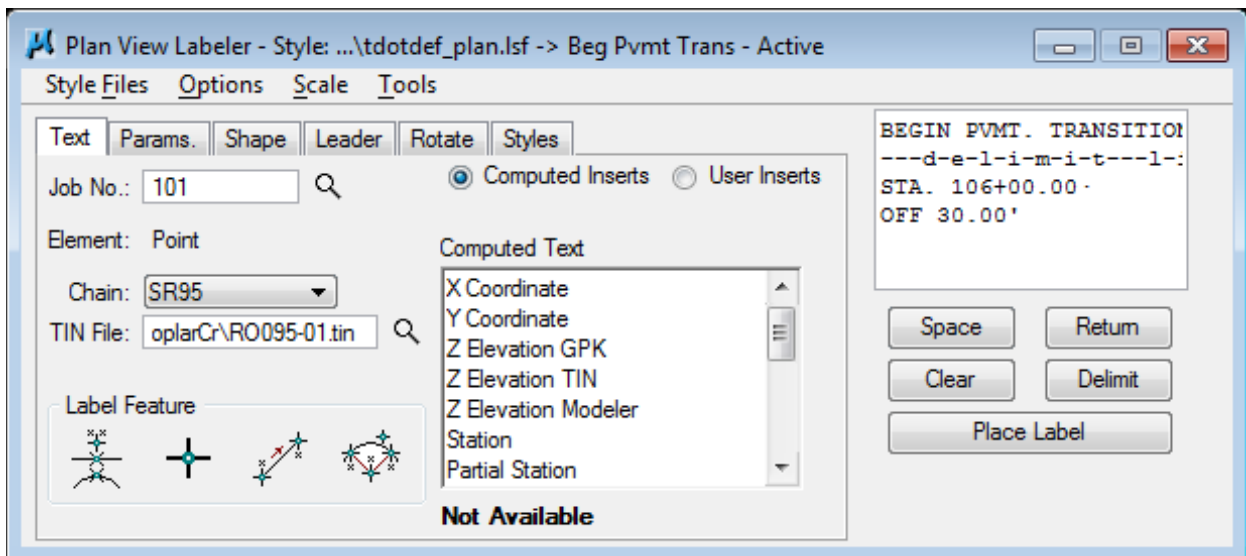 Plan View Labeler - Style: ...\tdotdef_plan.lsf -> Beg Pvmt Trans - Active
Style Files Options Scale Tools
Text Params. Shape Leader Rotate Styles
Job No.: 101
Computed Inserts User Inserts
Element: Point
Chain: SR95
TIN File: oplarCr\RO095-01.tin
Label Feature
Computed Text
X Coordinate
Y Coordinate
Z Elevation GPK
Z Elevation TIN
Z Elevation Modeler
Station
Partial Station
Not Available
BEGIN PVMT. TRANSITION
---d-e-l-i-m-i-t---l-i
STA. 106+00.00·
OFF 30.00'
Space Return
Clear Delimit
Place Label